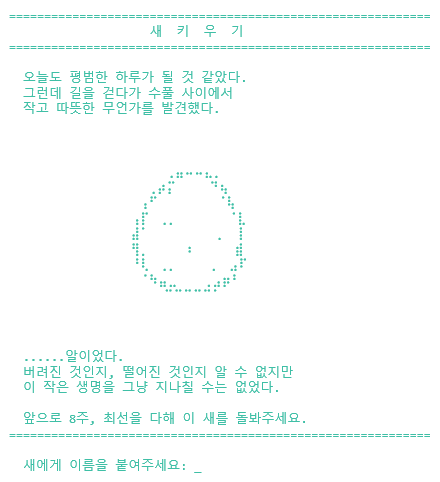 ============================================================
새 키 우 기
============================================================
오늘도 평범한 하루가 될 것 같았다.
그런데 길을 걷다가 수풀 사이에서
작고 따뜻한 무언가를 발견했다.
......알이었다.
버려진 것인지, 떨어진 것인지 알 수 없지만
이 작은 생명을 그냥 지나칠 수는 없었다.
앞으로 8주, 최선을 다해 이 새를 돌봐주세요.
============================================================
새에게 이름을 붙여주세요: _